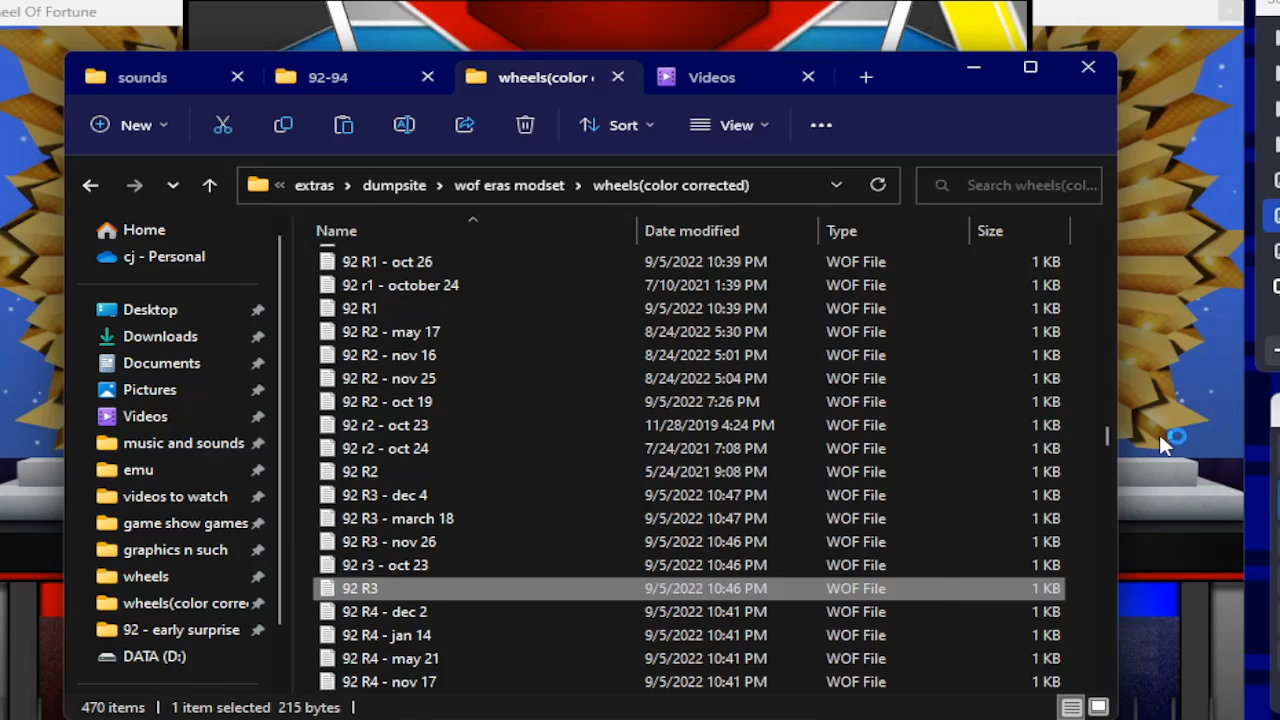 eel Of Fortune
sounds 92-94 wheels(color Videos
New Sort View
« extras > dumpsite > wof eras modset > wheels(color corrected) Search wheels(col...
Name Date modified Type Size
Home
cj - Personal
Desktop
Downloads
Documents
Pictures
Videos
music and sounds
emu
videos to watch
game show games
graphics n such
wheels
wheels(color corre
92 - early surprise
DATA (D:)
92 R1 - oct 26 9/5/2022 10:39 PM WOF File 1 KB
92 r1 - october 24 7/10/2021 1:39 PM WOF File 1 KB
92 R1 9/5/2022 10:39 PM WOF File 1 KB
92 R2 - may 17 8/24/2022 5:30 PM WOF File 1 KB
92 R2 - nov 16 8/24/2022 5:01 PM WOF File 1 KB
92 R2 - nov 25 8/24/2022 5:04 PM WOF File 1 KB
92 R2 - oct 19 9/5/2022 7:26 PM WOF File 1 KB
92 r2 - oct 23 11/23/2019 4:24 PM WOF File 1 KB
92 r2 - oct 24 7/24/2021 7:03 PM WOF File 1 KB
92 R2 5/24/2021 9:08 PM WOF File 1 KB
92 R3 - dec 4 9/5/2022 10:47 PM WOF File 1 KB
92 R3 - march 18 9/5/2022 10:47 PM WOF File 1 KB
92 R3 - nov 26 9/5/2022 10:46 PM WOF File 1 KB
92 r3 - oct 23 9/5/2022 10:46 PM WOF File 1 KB
92 R3 9/5/2022 10:46 PM WOF File 1 KB
92 R4 - dec 2 9/5/2022 10:41 PM WOF File 1 KB
92 R4 - jan 14 9/5/2022 10:41 PM WOF File 1 KB
92 R4 - may 21 9/5/2022 10:41 PM WOF File 1 KB
92 R4 - nov 17 9/5/2022 10:41 PM WOF File 1 KB
470 items 1 item selected 215 bytes